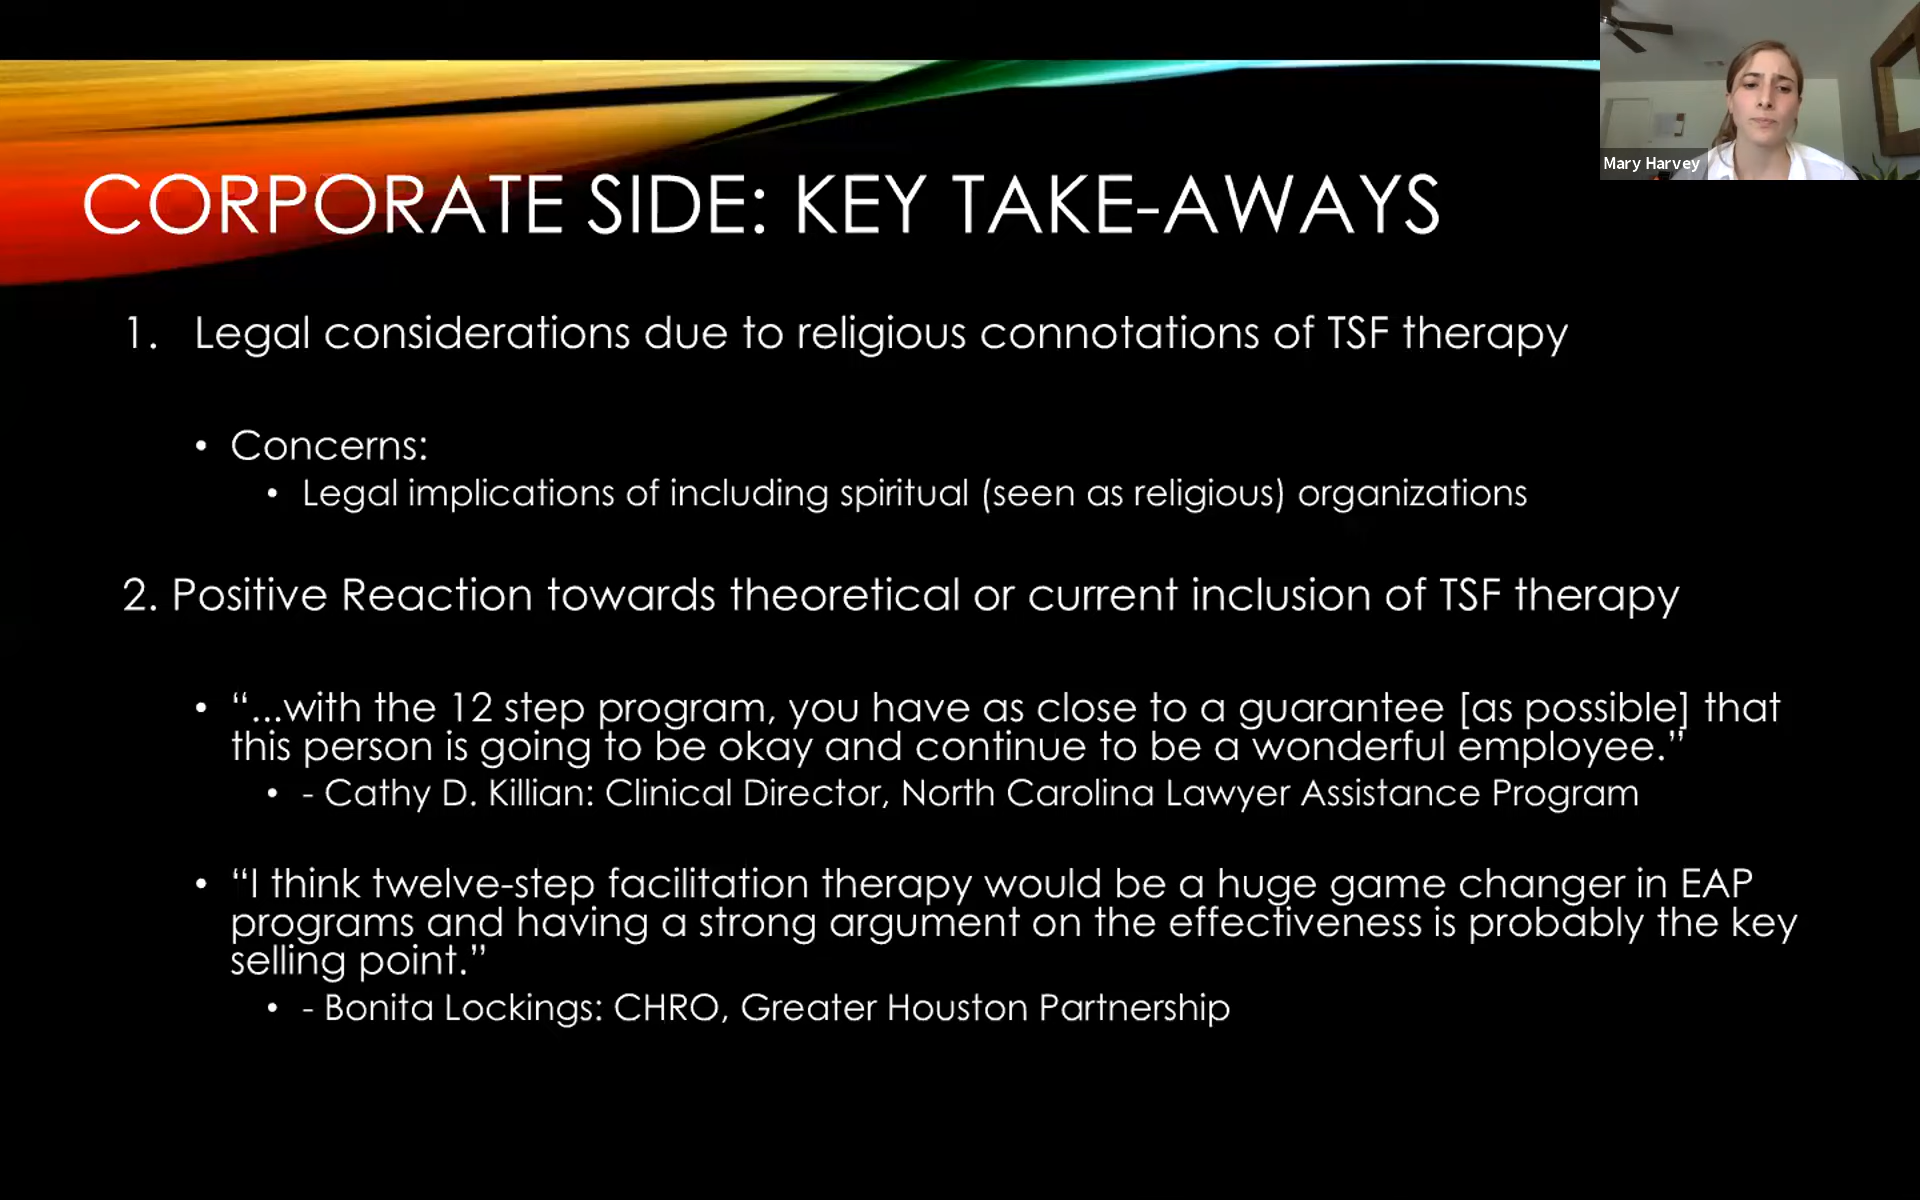 Mary Harvey
CORPORATE SIDE: KEY TAKE-AWAYS
1. Legal considerations due to religious connotations of TSF therapy
• Concerns:
• Legal implications of including spiritual (seen as religious) organizations
2. Positive Reaction towards theoretical or current inclusion of TSF therapy
• “...with the 12 step program, you have as close to a guarantee [as possible] that
this person is going to be okay and continue to be a wonderful employee.”
• - Cathy D. Killian: Clinical Director, North Carolina Lawyer Assistance Program
• “I think twelve-step facilitation therapy would be a huge game changer in EAP
programs and having a strong argument on the effectiveness is probably the key
selling point.”
• - Bonita Lockings: CHRO, Greater Houston Partnership